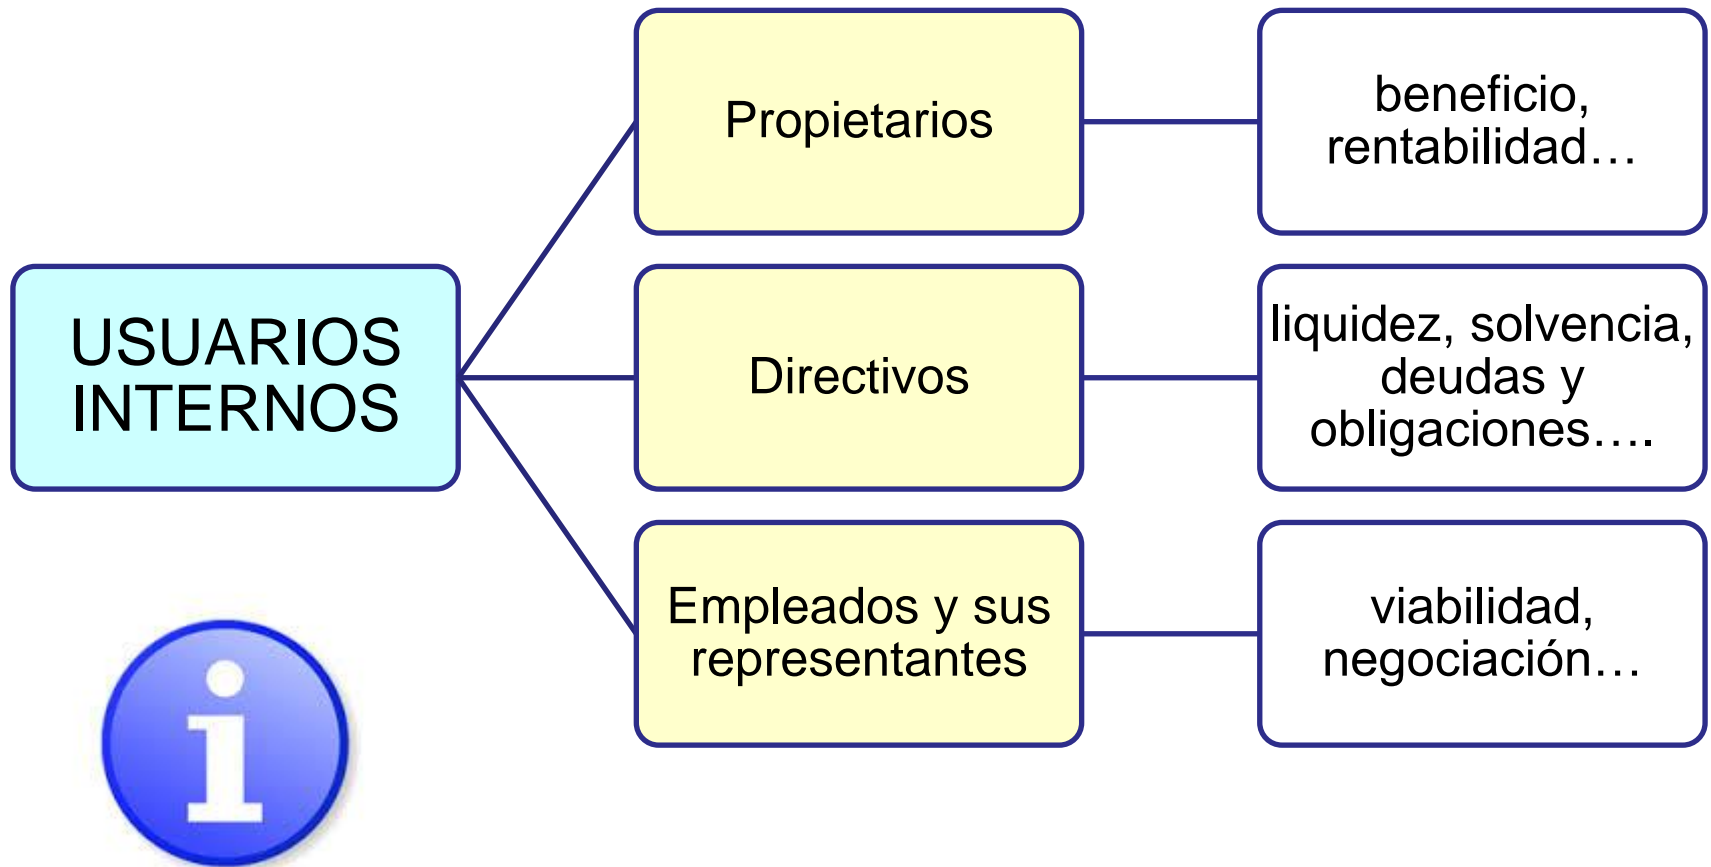 Propietarios
beneficio,
rentabilidad…
USUARIOS
INTERNOS
Directivos
liquidez, solvencia,
deudas y
obligaciones….
Empleados y sus
representantes
viabilidad,
negociación…
i